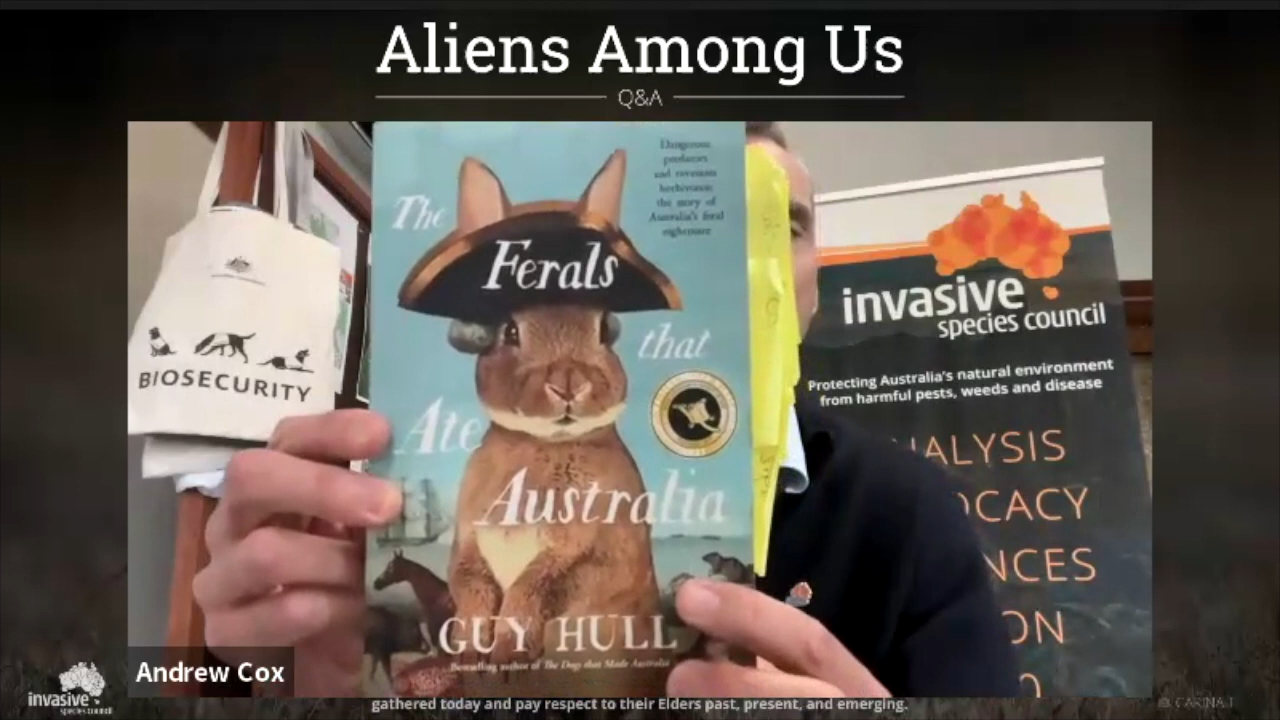 Aliens Among Us
Q&A
The
Ferals
that
Ate
Australia
Dangerous
predators
and ravenous
herbivores:
the story of
Australia's feral
nightmare
GUY HULL
Bestselling author of The Dogs that Made Australia
BIOSECURITY
invasive
species council
Protecting Australia's natural environment
from harmful pests, weeds and disease
NALYSIS
OCACY
NCES
ON
Andrew Cox
invasive
species council
gathered today and pay respect to their Elders past, present, and emerging.